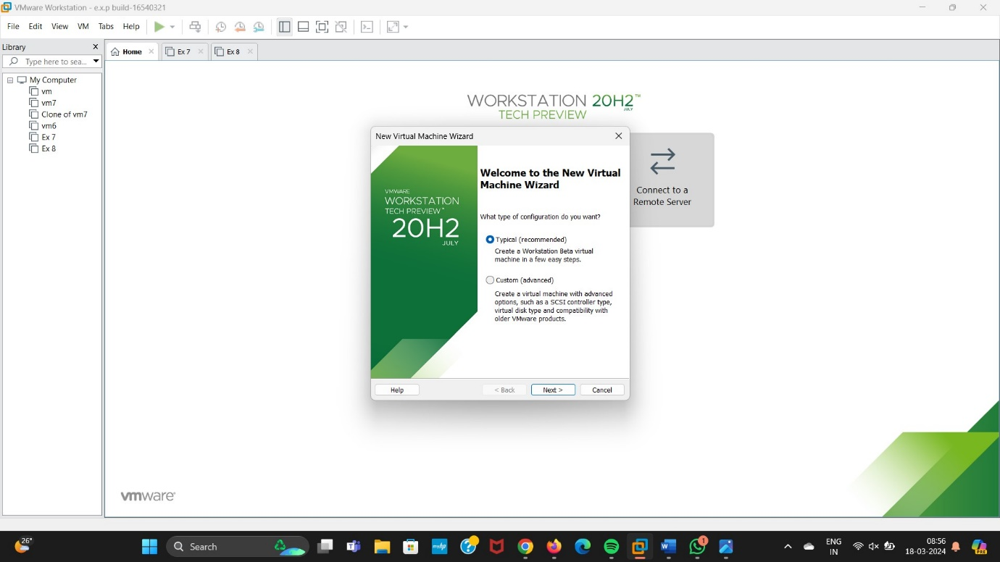 VMware Workstation - e.x.p build-16540321
File Edit View VM Tabs Help
Library
Type here to sea...
My Computer
vm
vm7
Clone of vm7
vm6
Ex 7
Ex 8
Home
Ex 7
Ex 8
WORKSTATION 20H2™
JULY
TECH PREVIEW
Connect to a
Remote Server
New Virtual Machine Wizard
VMWARE
WORKSTATION
TECH PREVIEW™
20H2
JULY
Welcome to the New Virtual
Machine Wizard
What type of configuration do you want?
Typical (recommended)
Create a Workstation Beta virtual
machine in a few easy steps.
Custom (advanced)
Create a virtual machine with advanced
options, such as a SCSI controller type,
virtual disk type and compatibility with
older VMware products.
Help
< Back
Next >
Cancel
vmware®
26°
Search
myhp
1
ENG
IN
08:56
18-03-2024
PRE